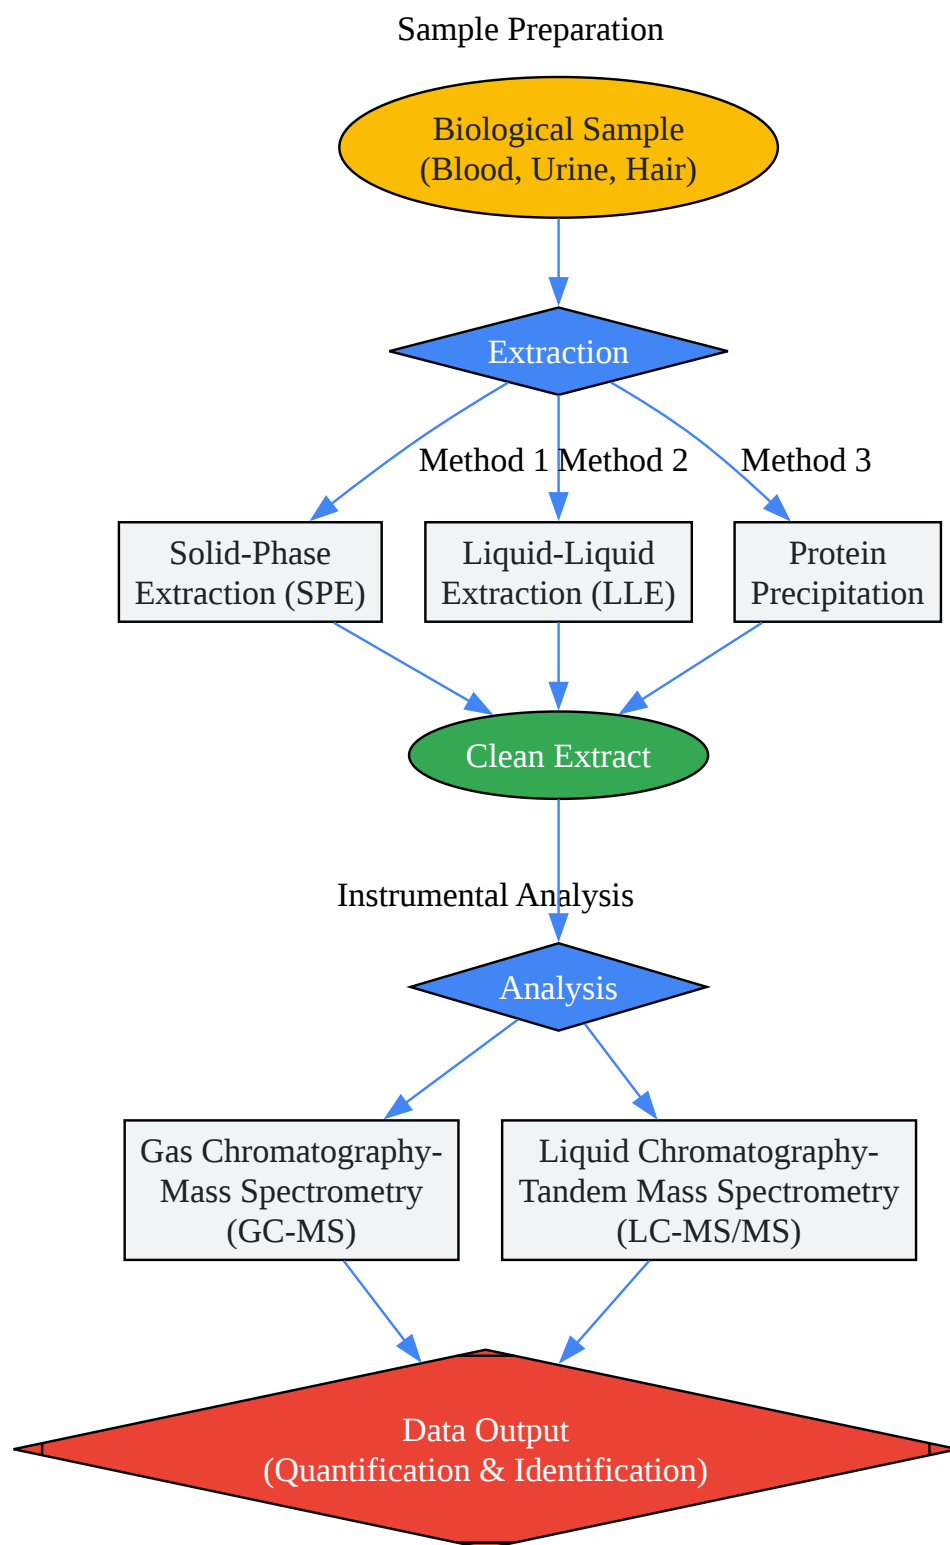 Sample Preparation
Biological Sample
(Blood, Urine, Hair)
Extraction
Method 1
Method 2
Method 3
Solid-Phase
Extraction (SPE)
Liquid-Liquid
Extraction (LLE)
Protein
Precipitation
Clean Extract
Instrumental Analysis
Analysis
Gas Chromatography-
Mass Spectrometry
(GC-MS)
Liquid Chromatography-
Tandem Mass Spectrometry
(LC-MS/MS)
Data Output
(Quantification & Identification)